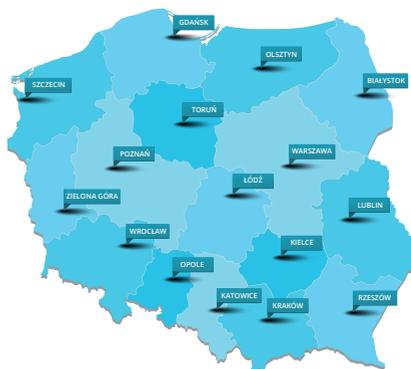 GDAŃSK
OLSZTYN
BIAŁYSTOK
SZCZECIN
TORUŃ
POZNAŃ
WARSZAWA
ŁÓDŹ
ZIELONA GÓRA
LUBLIN
WROCŁAW
KIELCE
OPOLE
KATOWICE
RZESZÓW
KRAKÓW